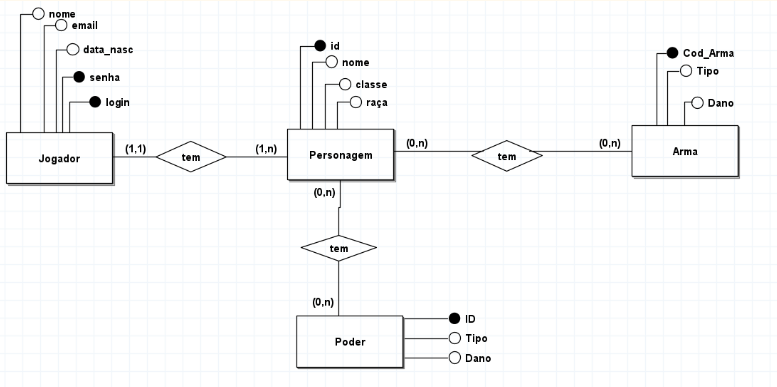 nome
email
data_nasc
senha
login
Jogador
(1,1)
tem
(1,n)
id
nome
classe
raça
Personagem
(0,n)
tem
(0,n)
Cod_Arma
Tipo
Dano
Arma
(0,n)
tem
(0,n)
Poder
ID
Tipo
Dano